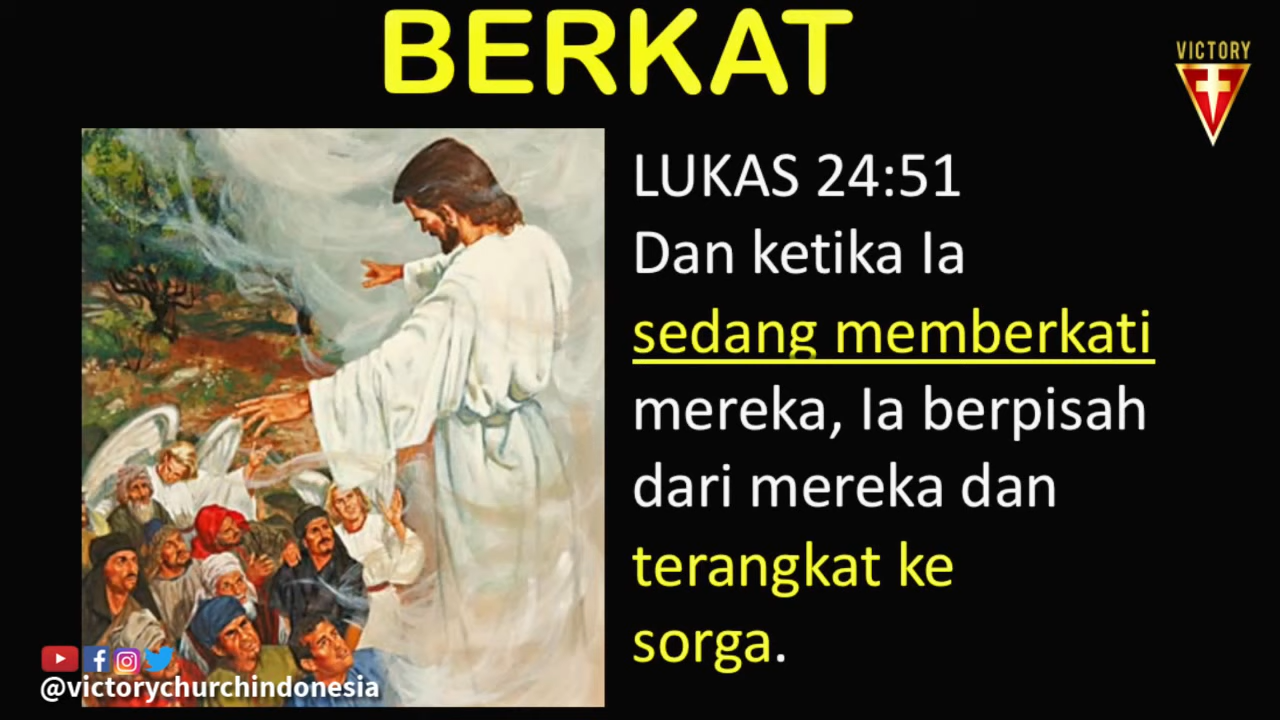 BERKAT
VICTORY
LUKAS 24:51
Dan ketika Ia
sedang memberkati
mereka, Ia berpisah
dari mereka dan
terangkat ke
sorga.
@victorychurchindonesia